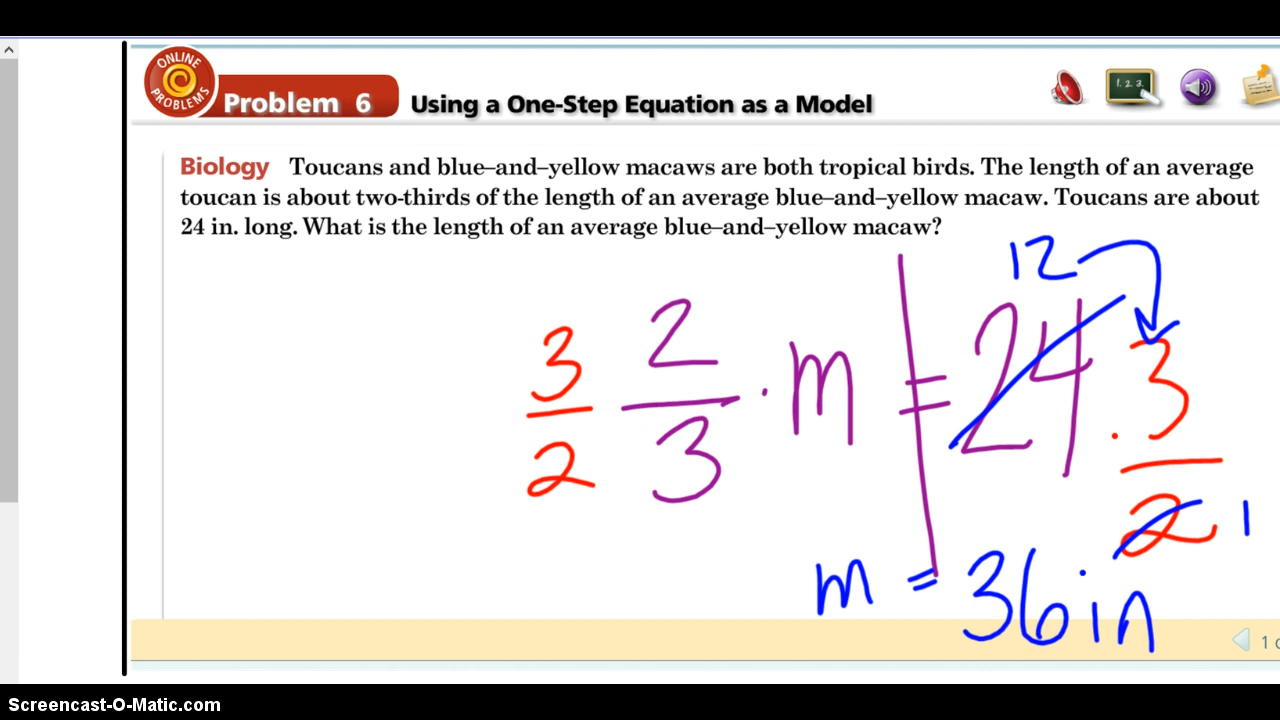 ONLINE PROBLEMS
Problem 6 Using a One-Step Equation as a Model
1. 2. 3.
Biology Toucans and blue–and–yellow macaws are both tropical birds. The length of an average
toucan is about two-thirds of the length of an average blue–and–yellow macaw. Toucans are about
24 in. long. What is the length of an average blue–and–yellow macaw?
12
3/2 2/3 · m = 24 · 3/2 1
m = 36 in
1 o
Screencast-O-Matic.com